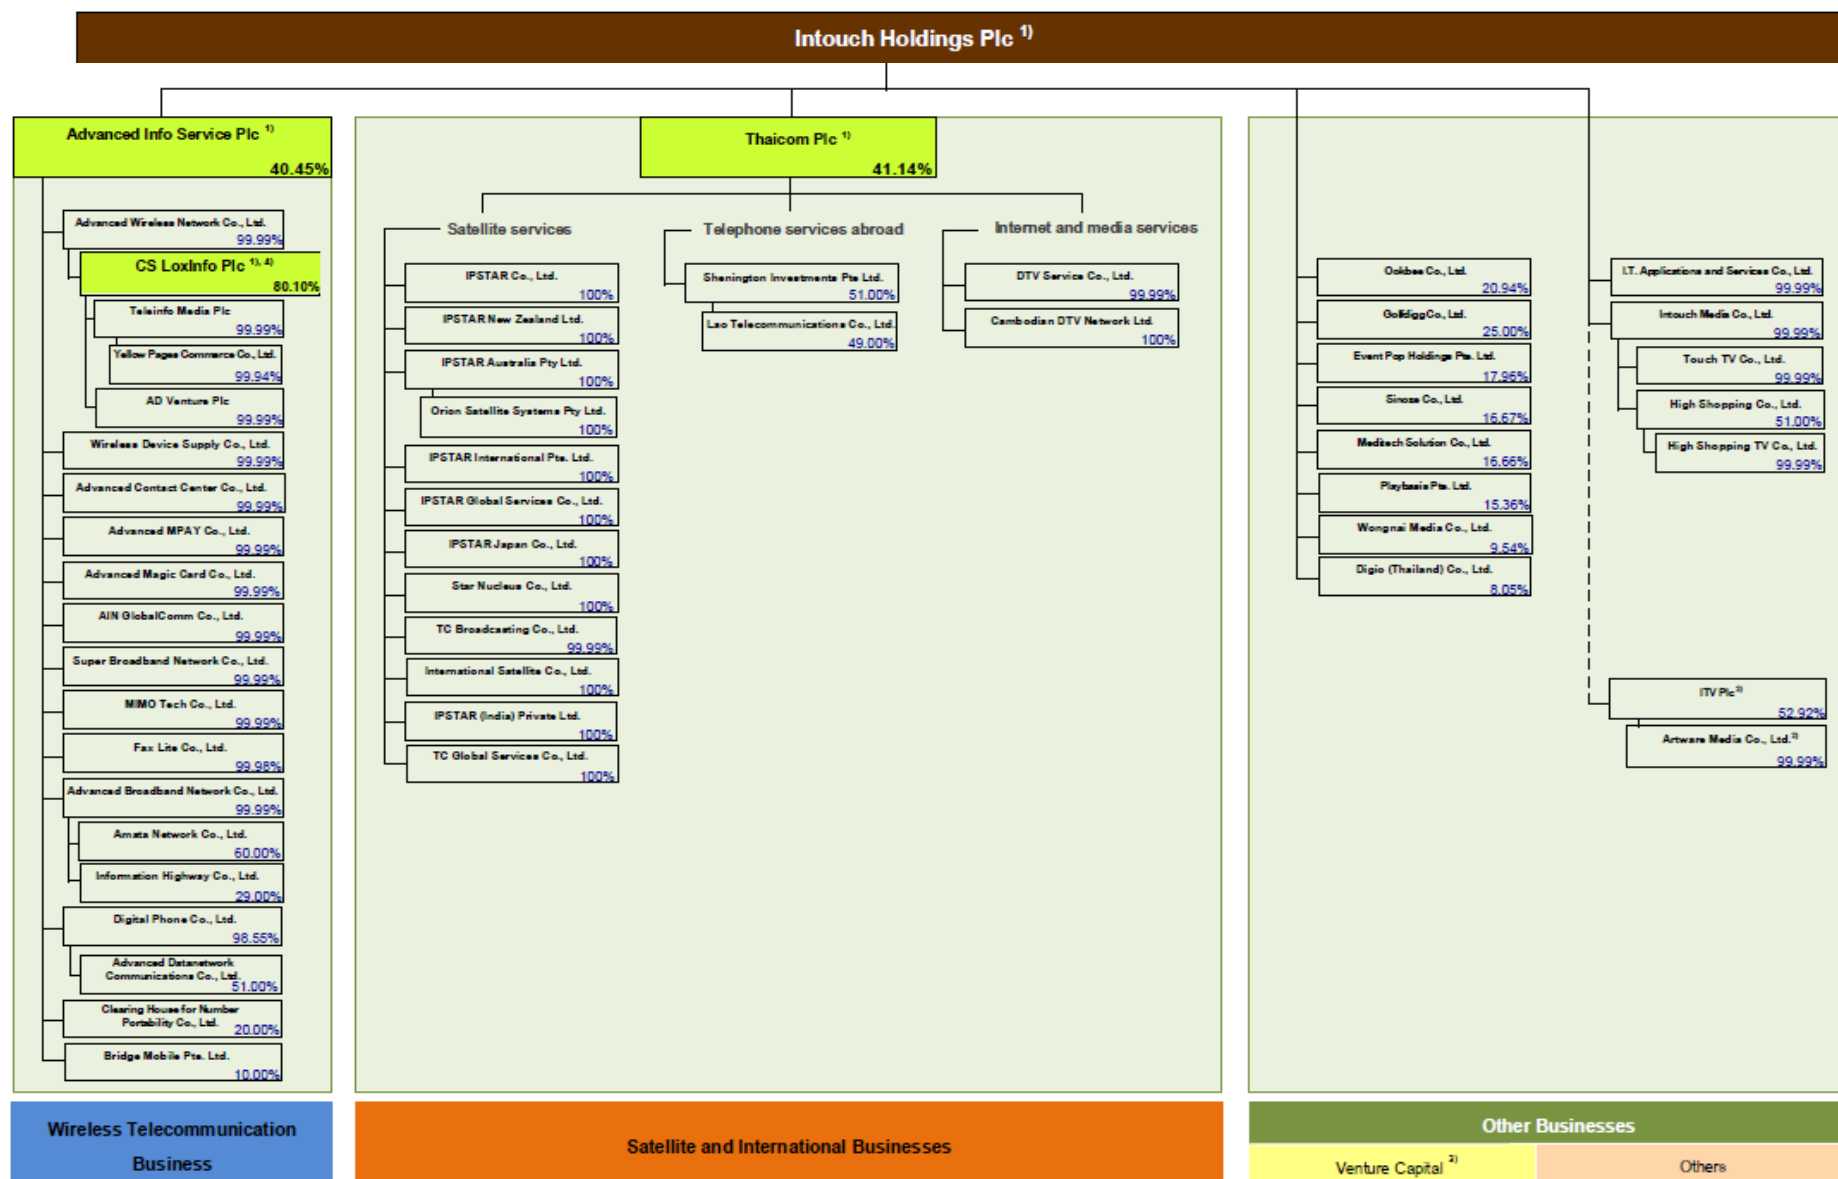 Intouch Holdings Plc 1)
Advanced Info Service Plc 1)
40.45%
Advanced Wireless Network Co., Ltd.
99.99%
CS LoxInfo Plc 1), 4)
80.10%
Teleinfo Media Plc
99.99%
Yellow Pages Commerce Co., Ltd.
99.94%
AD Venture Plc
99.99%
Wireless Device Supply Co., Ltd.
99.99%
Advanced Contact Center Co., Ltd.
99.99%
Advanced MPAY Co., Ltd.
99.99%
Advanced Magic Card Co., Ltd.
99.99%
AIN GlobalComm Co., Ltd.
99.99%
Super Broadband Network Co., Ltd.
99.99%
MIMO Tech Co., Ltd.
99.99%
Fax Lite Co., Ltd.
99.98%
Advanced Broadband Network Co., Ltd.
99.99%
Amata Network Co., Ltd.
60.00%
Information Highway Co., Ltd.
29.00%
Digital Phone Co., Ltd.
98.55%
Advanced Datanetwork
Communications Co., Ltd.
51.00%
Clearing House for Number
Portability Co., Ltd.
20.00%
Bridge Mobile Pte. Ltd.
10.00%
Wireless Telecommunication
Business
Thaicom Plc 1)
41.14%
Satellite services
IPSTAR Co., Ltd.
100%
IPSTAR New Zealand Ltd.
100%
IPSTAR Australia Pty Ltd.
100%
Orion Satellite Systems Pty Ltd.
100%
IPSTAR International Pte. Ltd.
100%
IPSTAR Global Services Co., Ltd.
100%
IPSTAR Japan Co., Ltd.
100%
Star Nucleus Co., Ltd.
100%
TC Broadcasting Co., Ltd.
99.99%
International Satellite Co., Ltd.
100%
IPSTAR (India) Private Ltd.
100%
TC Global Services Co., Ltd.
100%
Telephone services abroad
Shenington Investments Pte Ltd.
51.00%
Lao Telecommunications Co., Ltd.
49.00%
Internet and media services
DTV Service Co., Ltd.
99.99%
Cambodian DTV Network Ltd.
100%
Satellite and International Businesses
Ookbee Co., Ltd.
20.94%
Golfdigg Co., Ltd.
25.00%
Event Pop Holdings Pte. Ltd.
17.96%
Sinoze Co., Ltd.
16.67%
Meditech Solution Co., Ltd.
16.66%
Playbasis Pte. Ltd.
15.36%
Wongnai Media Co., Ltd.
9.54%
Digio (Thailand) Co., Ltd.
8.05%
I.T. Applications and Services Co., Ltd.
99.99%
Intouch Media Co., Ltd.
99.99%
Touch TV Co., Ltd.
99.99%
High Shopping Co., Ltd.
51.00%
High Shopping TV Co., Ltd.
99.99%
ITV Plc 3)
52.92%
Artware Media Co., Ltd. 3)
99.99%
Other Businesses
Venture Capital 2)
Others